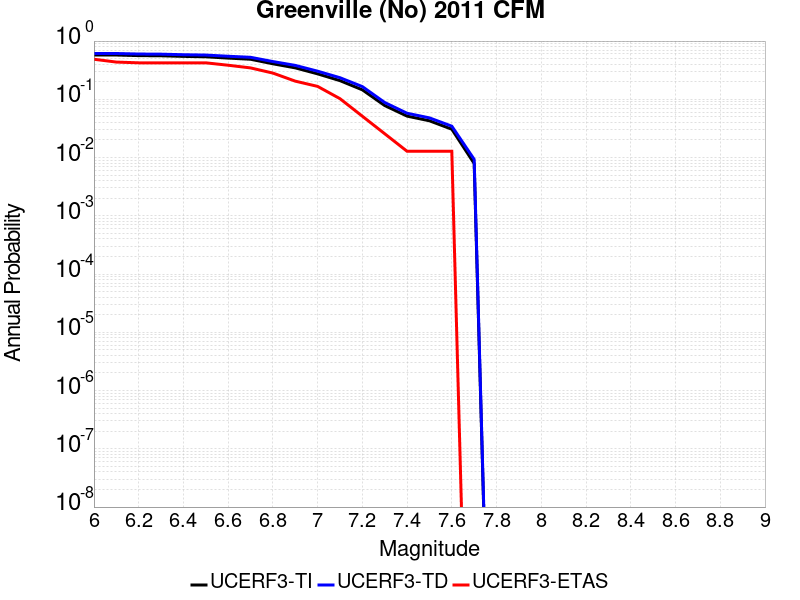 Greenville (No) 2011 CFM
Annual Probability
10^0
10^-1
10^-2
10^-3
10^-4
10^-5
10^-6
10^-7
10^-8
6 6.2 6.4 6.6 6.8 7 7.2 7.4 7.6 7.8 8 8.2 8.4 8.6 8.8 9
Magnitude
UCERF3-TI UCERF3-TD UCERF3-ETAS